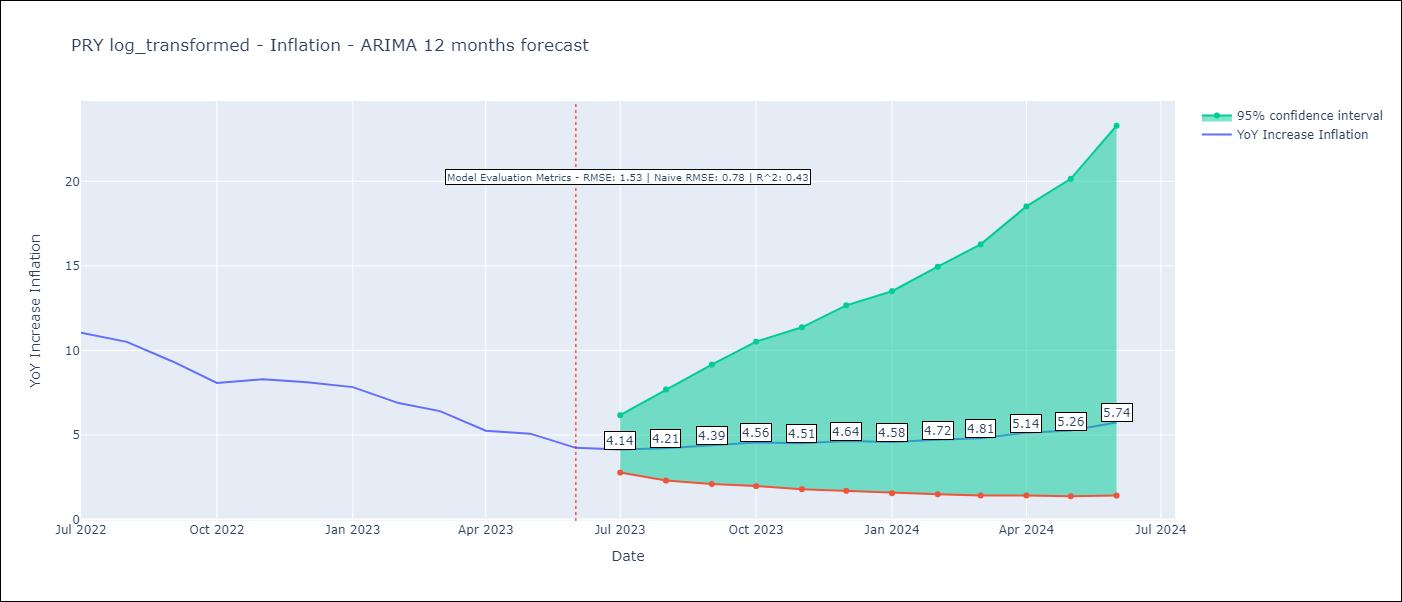 PRY log_transformed - Inflation - ARIMA 12 months forecast
95% confidence interval
YoY Increase Inflation
Model Evaluation Metrics - RMSE: 1.53 | Naive RMSE: 0.78 | R^2: 0.43
YoY Increase Inflation
20
15
10
5
0
4.14
4.21
4.39
4.56
4.51
4.64
4.58
4.72
4.81
5.14
5.26
5.74
Jul 2022
Oct 2022
Jan 2023
Apr 2023
Jul 2023
Oct 2023
Jan 2024
Apr 2024
Jul 2024
Date